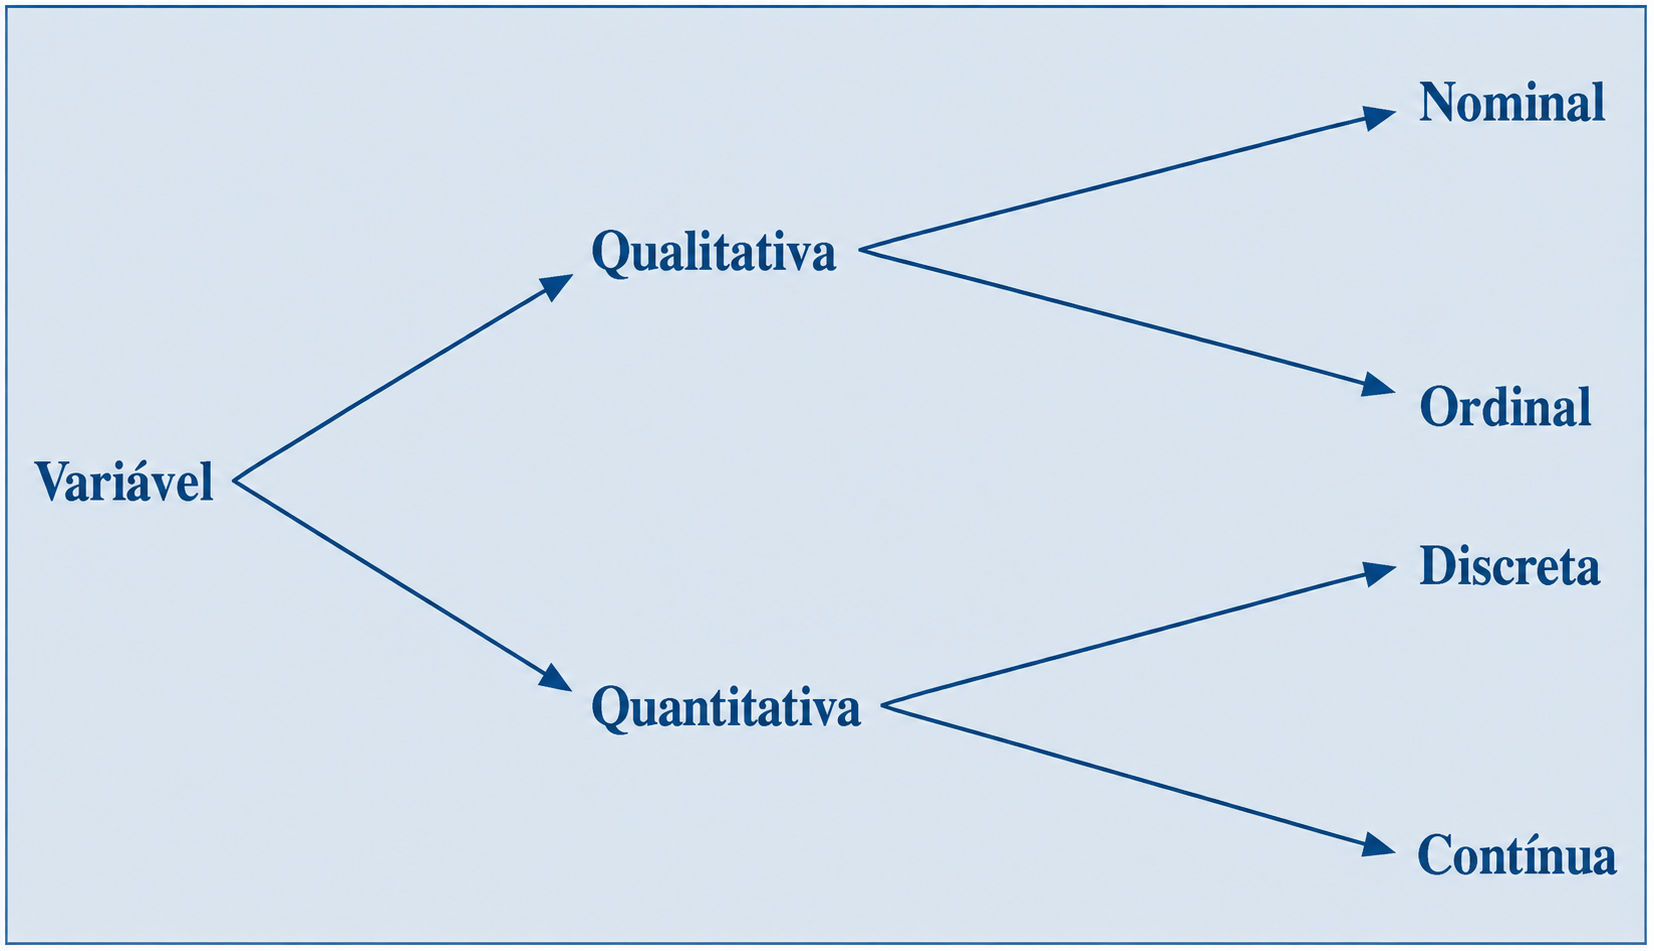 Nominal
Qualitativa
Ordinal
Variável
Discreta
Quantitativa
Contínua